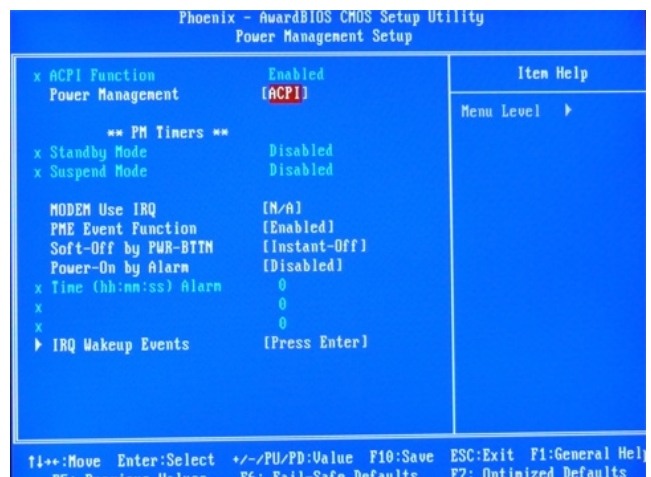 Phoenix - AwardBIOS CMOS Setup Utility
Power Management Setup
x ACPI Function Enabled
Power Management [ACPI]
** PM Timers **
x Standby Mode Disabled
x Suspend Mode Disabled
MODEM Use IRQ [N/A]
PME Event Function [Enabled]
Soft-Off by PWR-BTTN [Instant-Off]
Power-On by Alarm [Disabled]
x Time (hh:mm:ss) Alarm 0
x 0
x 0
IRQ Wakeup Events [Press Enter]
Item Help
Menu Level
↑↓→←:Move Enter:Select +/-/PU/PD:Value F10:Save ESC:Exit F1:General Help
F6: Fail-Safe Defaults F7: Optimized Defaults